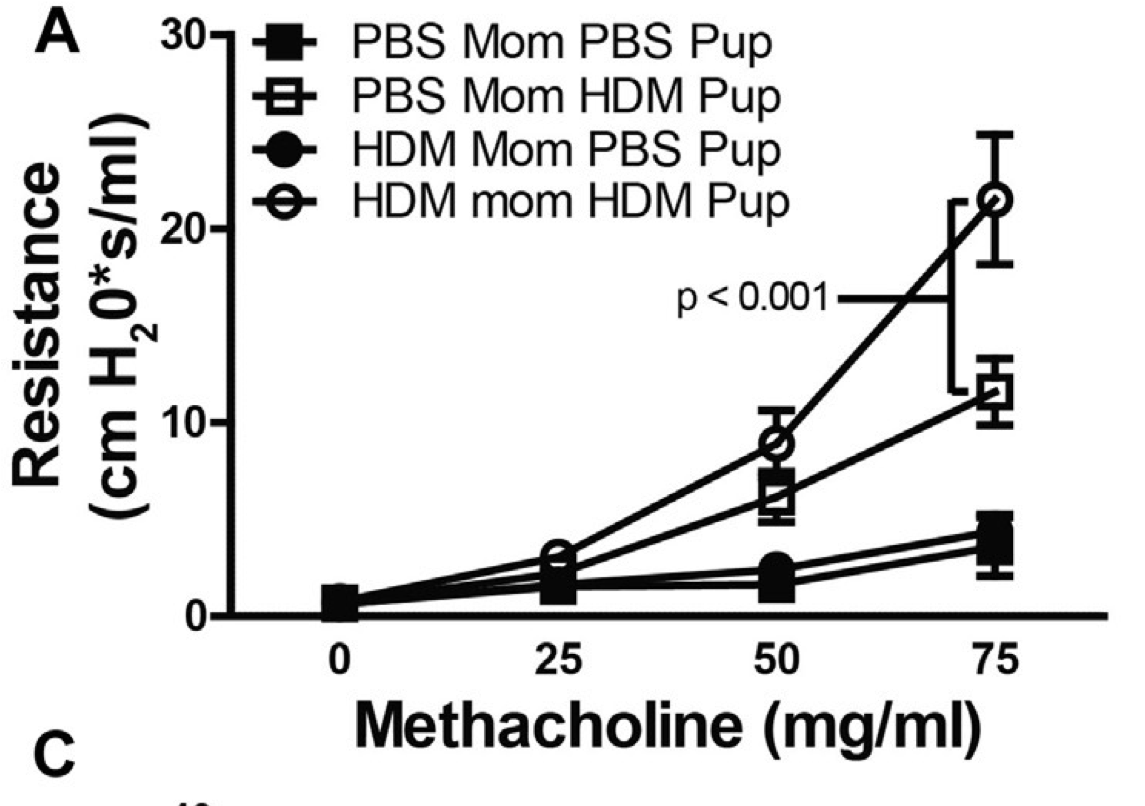 A
30
PBS Mom PBS Pup
PBS Mom HDM Pup
HDM Mom PBS Pup
HDM mom HDM Pup
Resistance
(cm H20*s/ml)
20
p < 0.001
10
0
0 25 50 75
Methacholine (mg/ml)
C